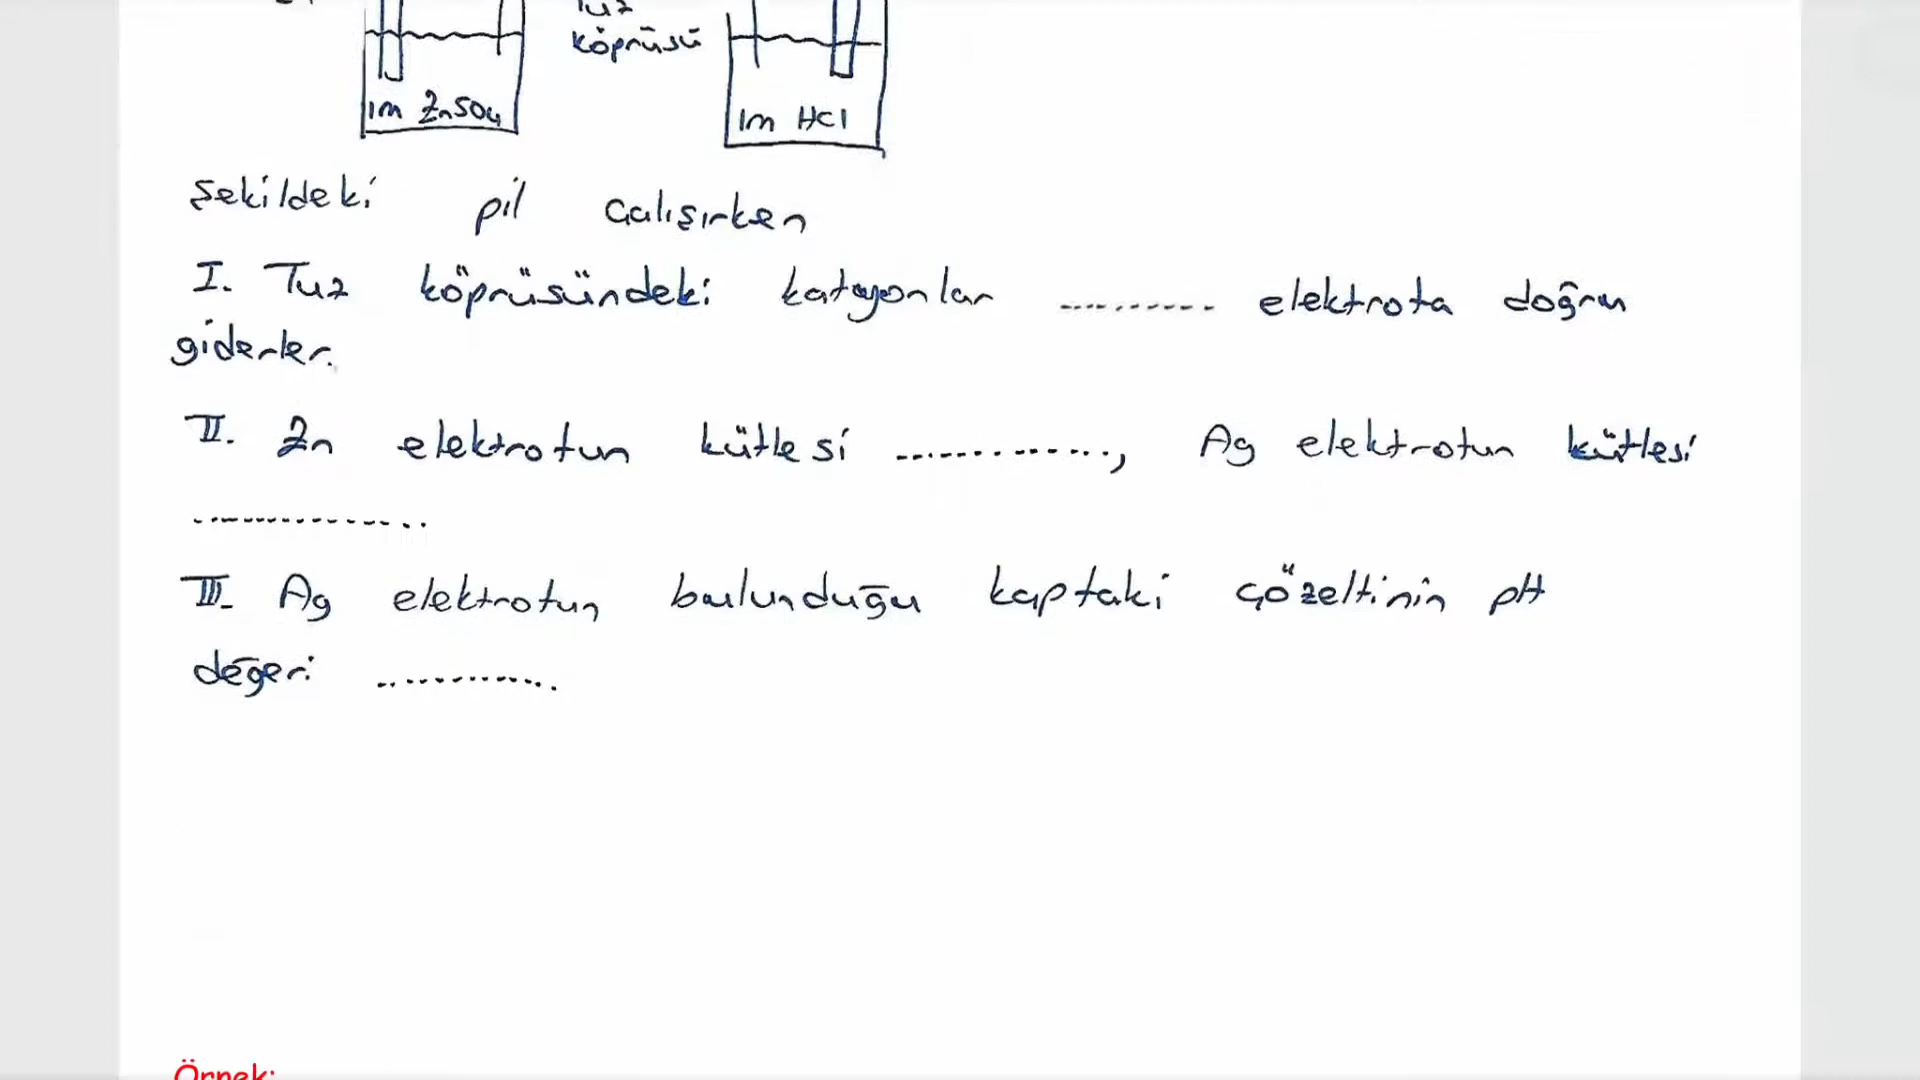 Tuz
köprüsü
1M ZnSO4
1M HCl
Şekildeki pil çalışırken
I. Tuz köprüsündeki katyonlar .......... elektrota doğru
giderler.
II. Zn elektrotun kütlesi .............., Ag elektrotun kütlesi
................
III. Ag elektrotun bulunduğu kaptaki çözeltinin pH
değeri .............
Örnek: